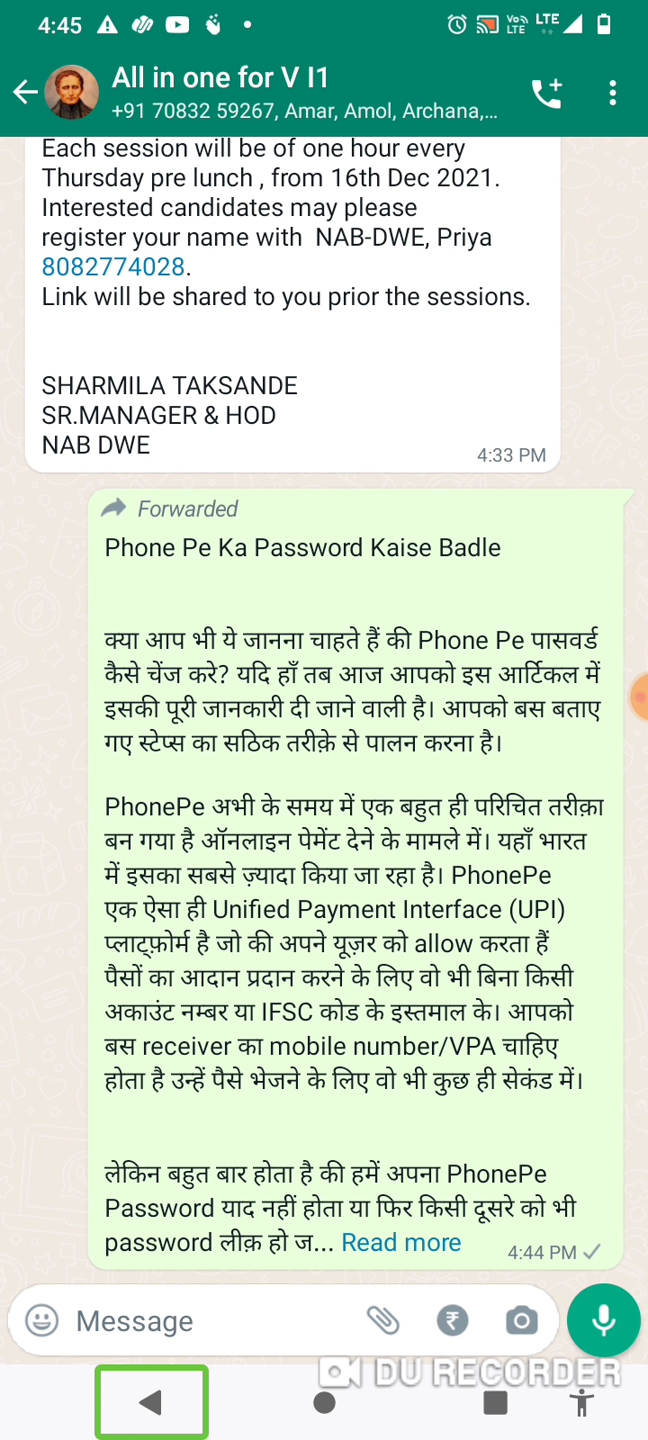 4:45
Vo)) LTE
LTE
All in one for V I1
+91 70832 59267, Amar, Amol, Archana,...
Each session will be of one hour every
Thursday pre lunch , from 16th Dec 2021.
Interested candidates may please
register your name with NAB-DWE, Priya
8082774028.
Link will be shared to you prior the sessions.
SHARMILA TAKSANDE
SR.MANAGER & HOD
NAB DWE
4:33 PM
Forwarded
Phone Pe Ka Password Kaise Badle
क्या आप भी ये जानना चाहते हैं की Phone Pe पासवर्ड
कैसे चेंज करे? यदि हाँ तब आज आपको इस आर्टिकल में
इसकी पूरी जानकारी दी जाने वाली है। आपको बस बताए
गए स्टेप्स का सठिक तरीक़े से पालन करना है।
PhonePe अभी के समय में एक बहुत ही परिचित तरीक़ा
बन गया है ऑनलाइन पेमेंट देने के मामले में। यहाँ भारत
में इसका सबसे ज़्यादा किया जा रहा है। PhonePe
एक ऐसा ही Unified Payment Interface (UPI)
प्लाट्फ़ोर्म है जो की अपने यूज़र को allow करता हैं
पैसों का आदान प्रदान करने के लिए वो भी बिना किसी
अकाउंट नम्बर या IFSC कोड के इस्तमाल के। आपको
बस receiver का mobile number/VPA चाहिए
होता है उन्हें पैसे भेजने के लिए वो भी कुछ ही सेकंड में।
लेकिन बहुत बार होता है की हमें अपना PhonePe
Password याद नहीं होता या फिर किसी दूसरे को भी
password लीक़ हो ज... Read more
4:44 PM
Message
DU RECORDER